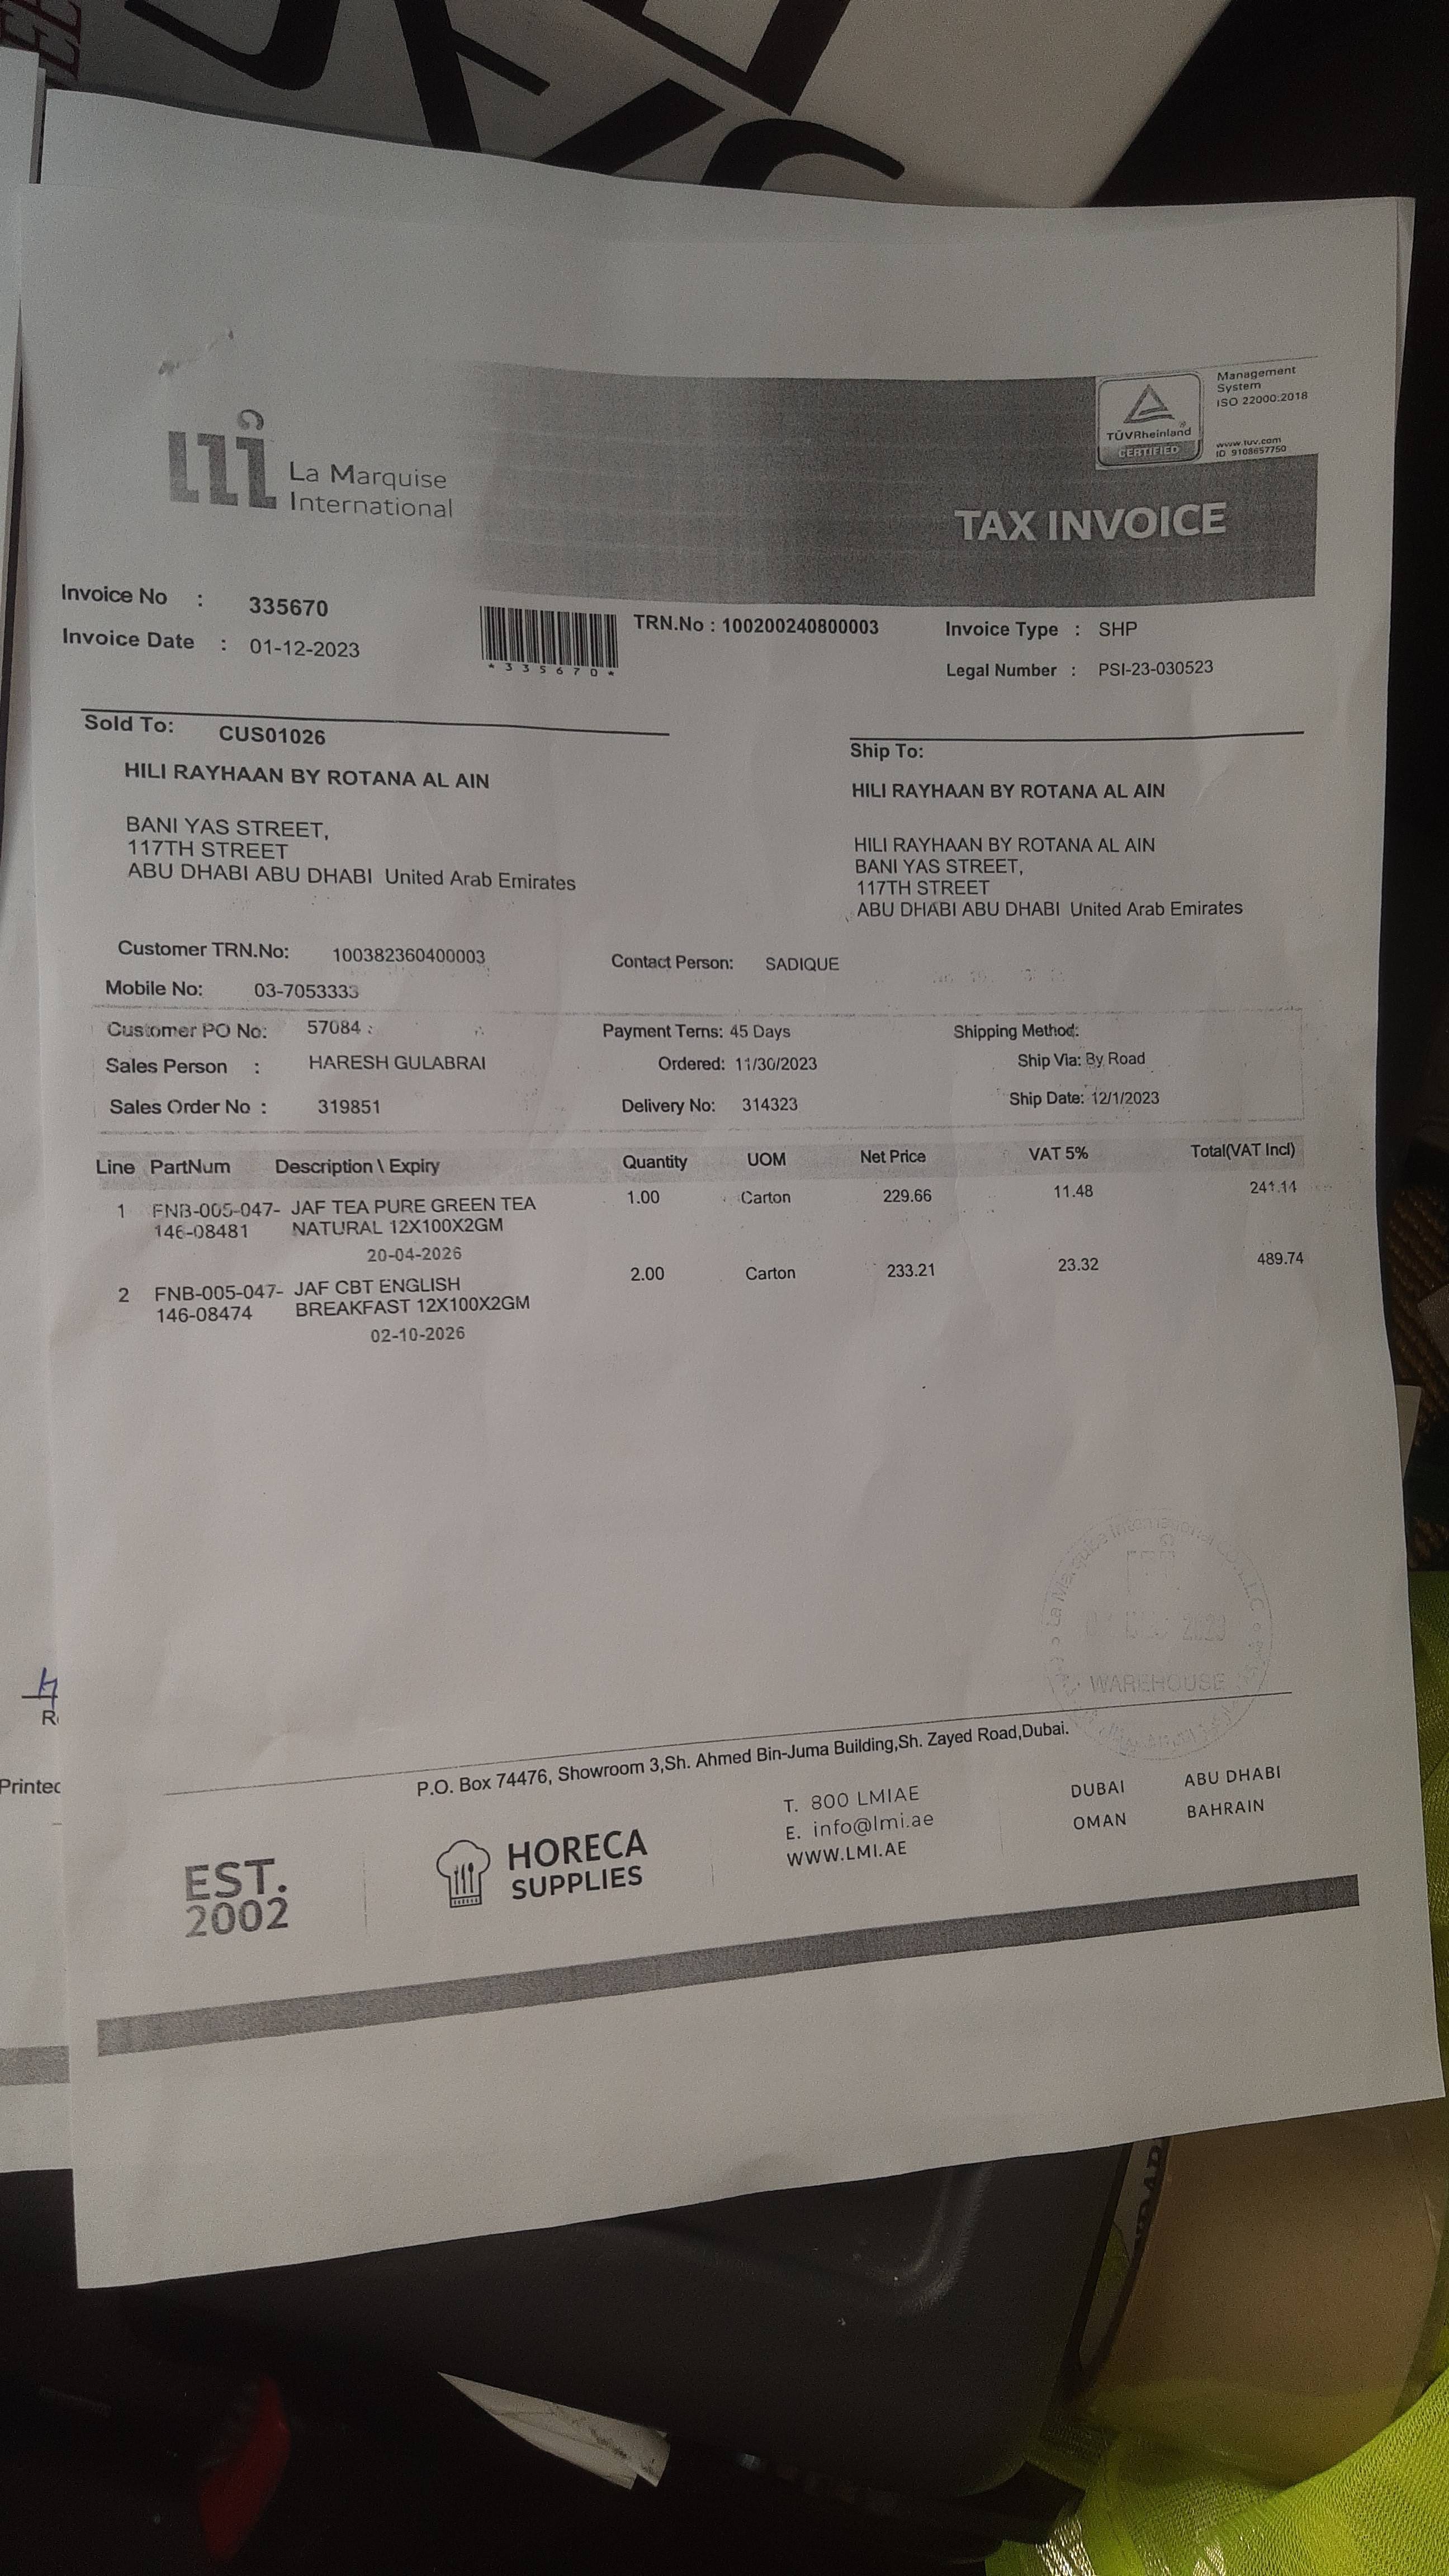 La Marquise
International
TÜVRheinland
CERTIFIED
Management
System
ISO 22000:2018
www.tuv.com
ID 9108657750
TAX INVOICE
Invoice No : 335670
Invoice Date : 01-12-2023
*335670*
TRN.No : 100200240800003
Invoice Type : SHP
Legal Number : PSI-23-030523
Sold To: CUS01026
HILI RAYHAAN BY ROTANA AL AIN
BANI YAS STREET,
117TH STREET
ABU DHABI ABU DHABI United Arab Emirates
Ship To:
HILI RAYHAAN BY ROTANA AL AIN
HILI RAYHAAN BY ROTANA AL AIN
BANI YAS STREET,
117TH STREET
ABU DHABI ABU DHABI United Arab Emirates
Customer TRN.No: 100382360400003
Contact Person: SADIQUE
Mobile No: 03-7053333
Customer PO No: 57084
Payment Terns: 45 Days
Shipping Method:
Sales Person : HARESH GULABRAI
Ordered: 11/30/2023
Ship Via: By Road
Sales Order No : 319851
Delivery No: 314323
Ship Date: 12/1/2023
Line PartNum Description \ Expiry Quantity UOM Net Price VAT 5% Total(VAT Incl)
1 FNB-005-047- JAF TEA PURE GREEN TEA 1.00 Carton 229.66 11.48 241.14
146-08481 NATURAL 12X100X2GM
20-04-2026
2 FNB-005-047- JAF CBT ENGLISH 2.00 Carton 233.21 23.32 489.74
146-08474 BREAKFAST 12X100X2GM
02-10-2026
La Marquise International Co. L.L.C
2023
WAREHOUSE
P.O. Box 74476, Showroom 3,Sh. Ahmed Bin-Juma Building,Sh. Zayed Road,Dubai.
EST.
2002
HORECA
SUPPLIES
T. 800 LMIAE
E. info@lmi.ae
WWW.LMI.AE
DUBAI ABU DHABI
OMAN BAHRAIN
Printed